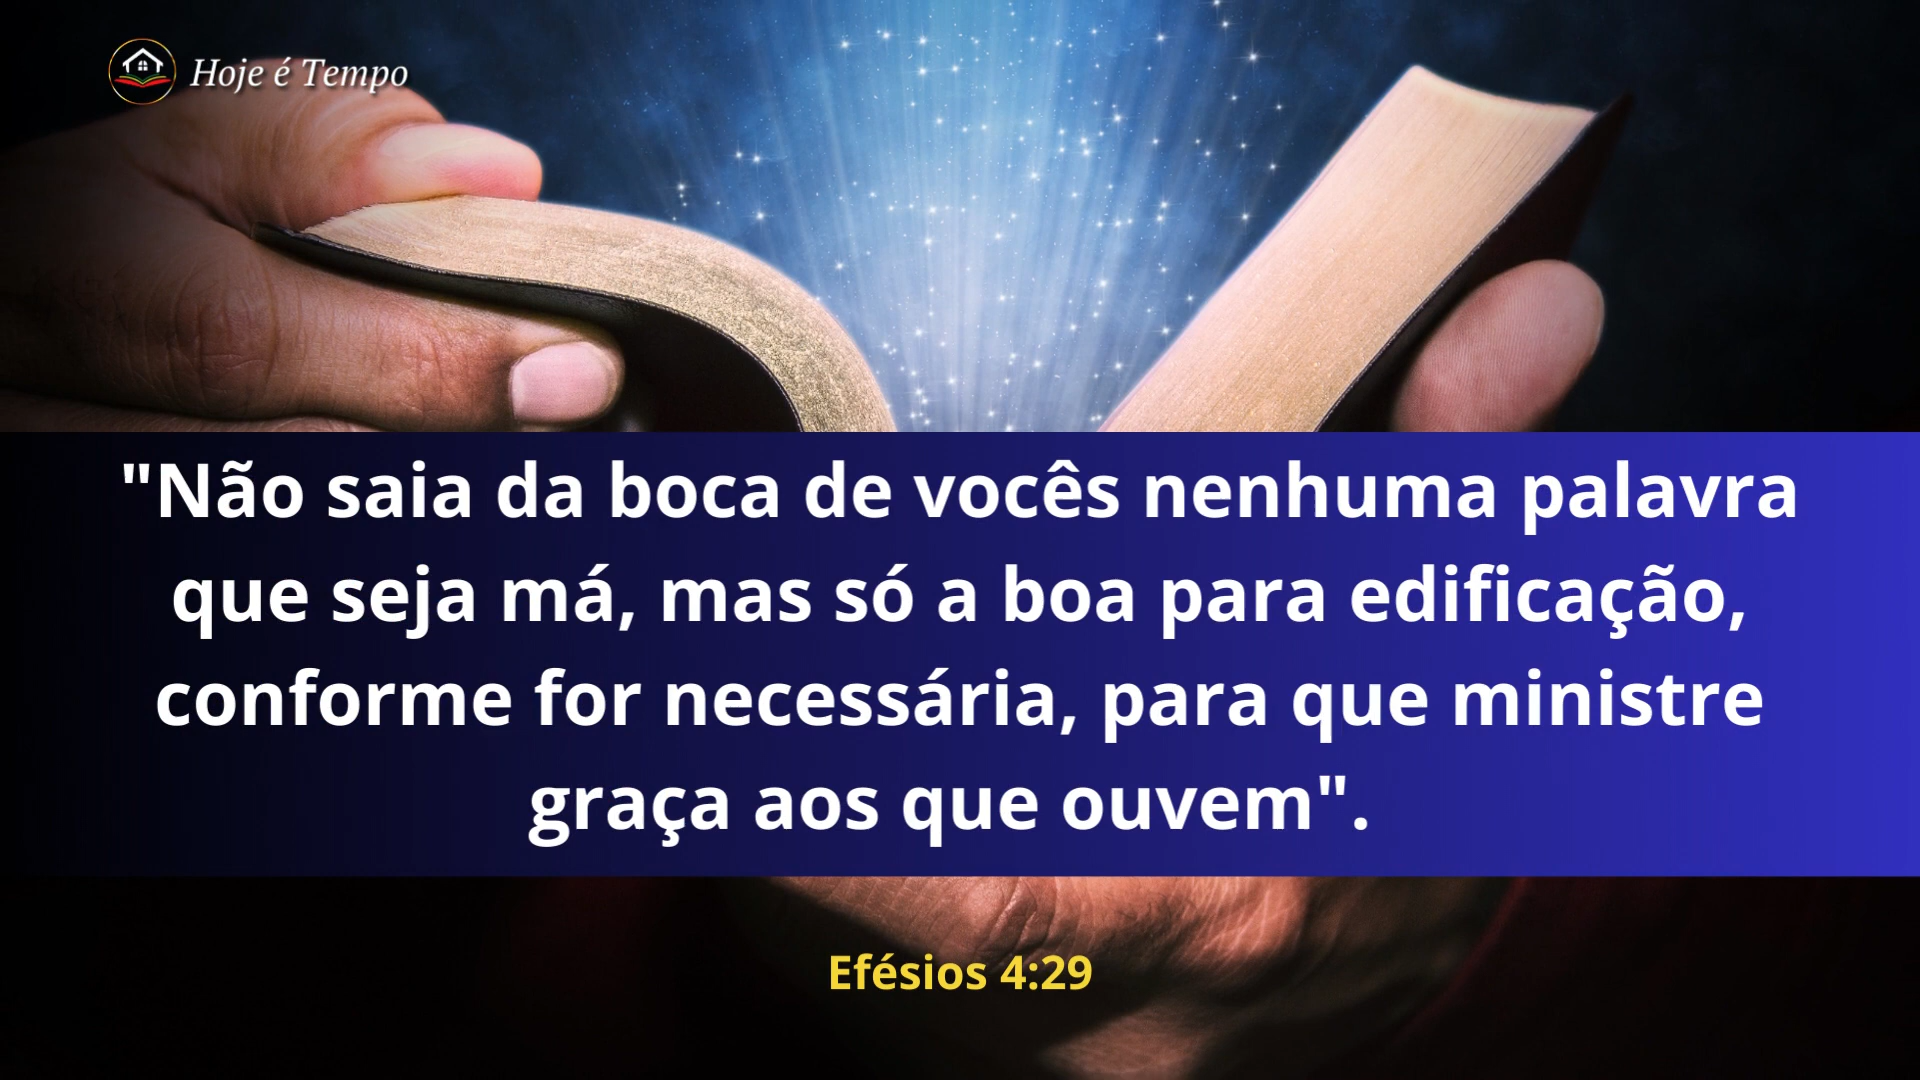 Hoje é Tempo
"Não saia da boca de vocês nenhuma palavra
que seja má, mas só a boa para edificação,
conforme for necessária, para que ministre
graça aos que ouvem".
Efésios 4:29